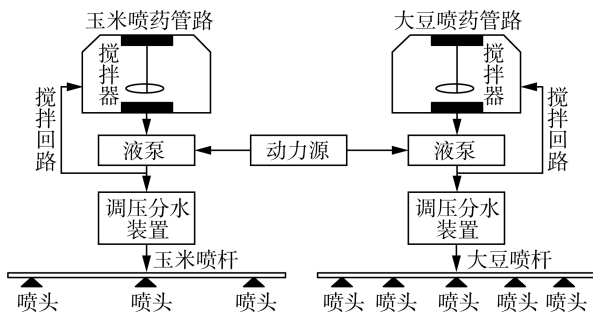 玉米喷药管路
大豆喷药管路
搅拌器
搅拌器
搅拌回路
搅拌回路
液泵
动力源
液泵
调压分水
装置
调压分水
装置
玉米喷杆
大豆喷杆
喷头 喷头 喷头 喷头 喷头 喷头 喷头 喷头